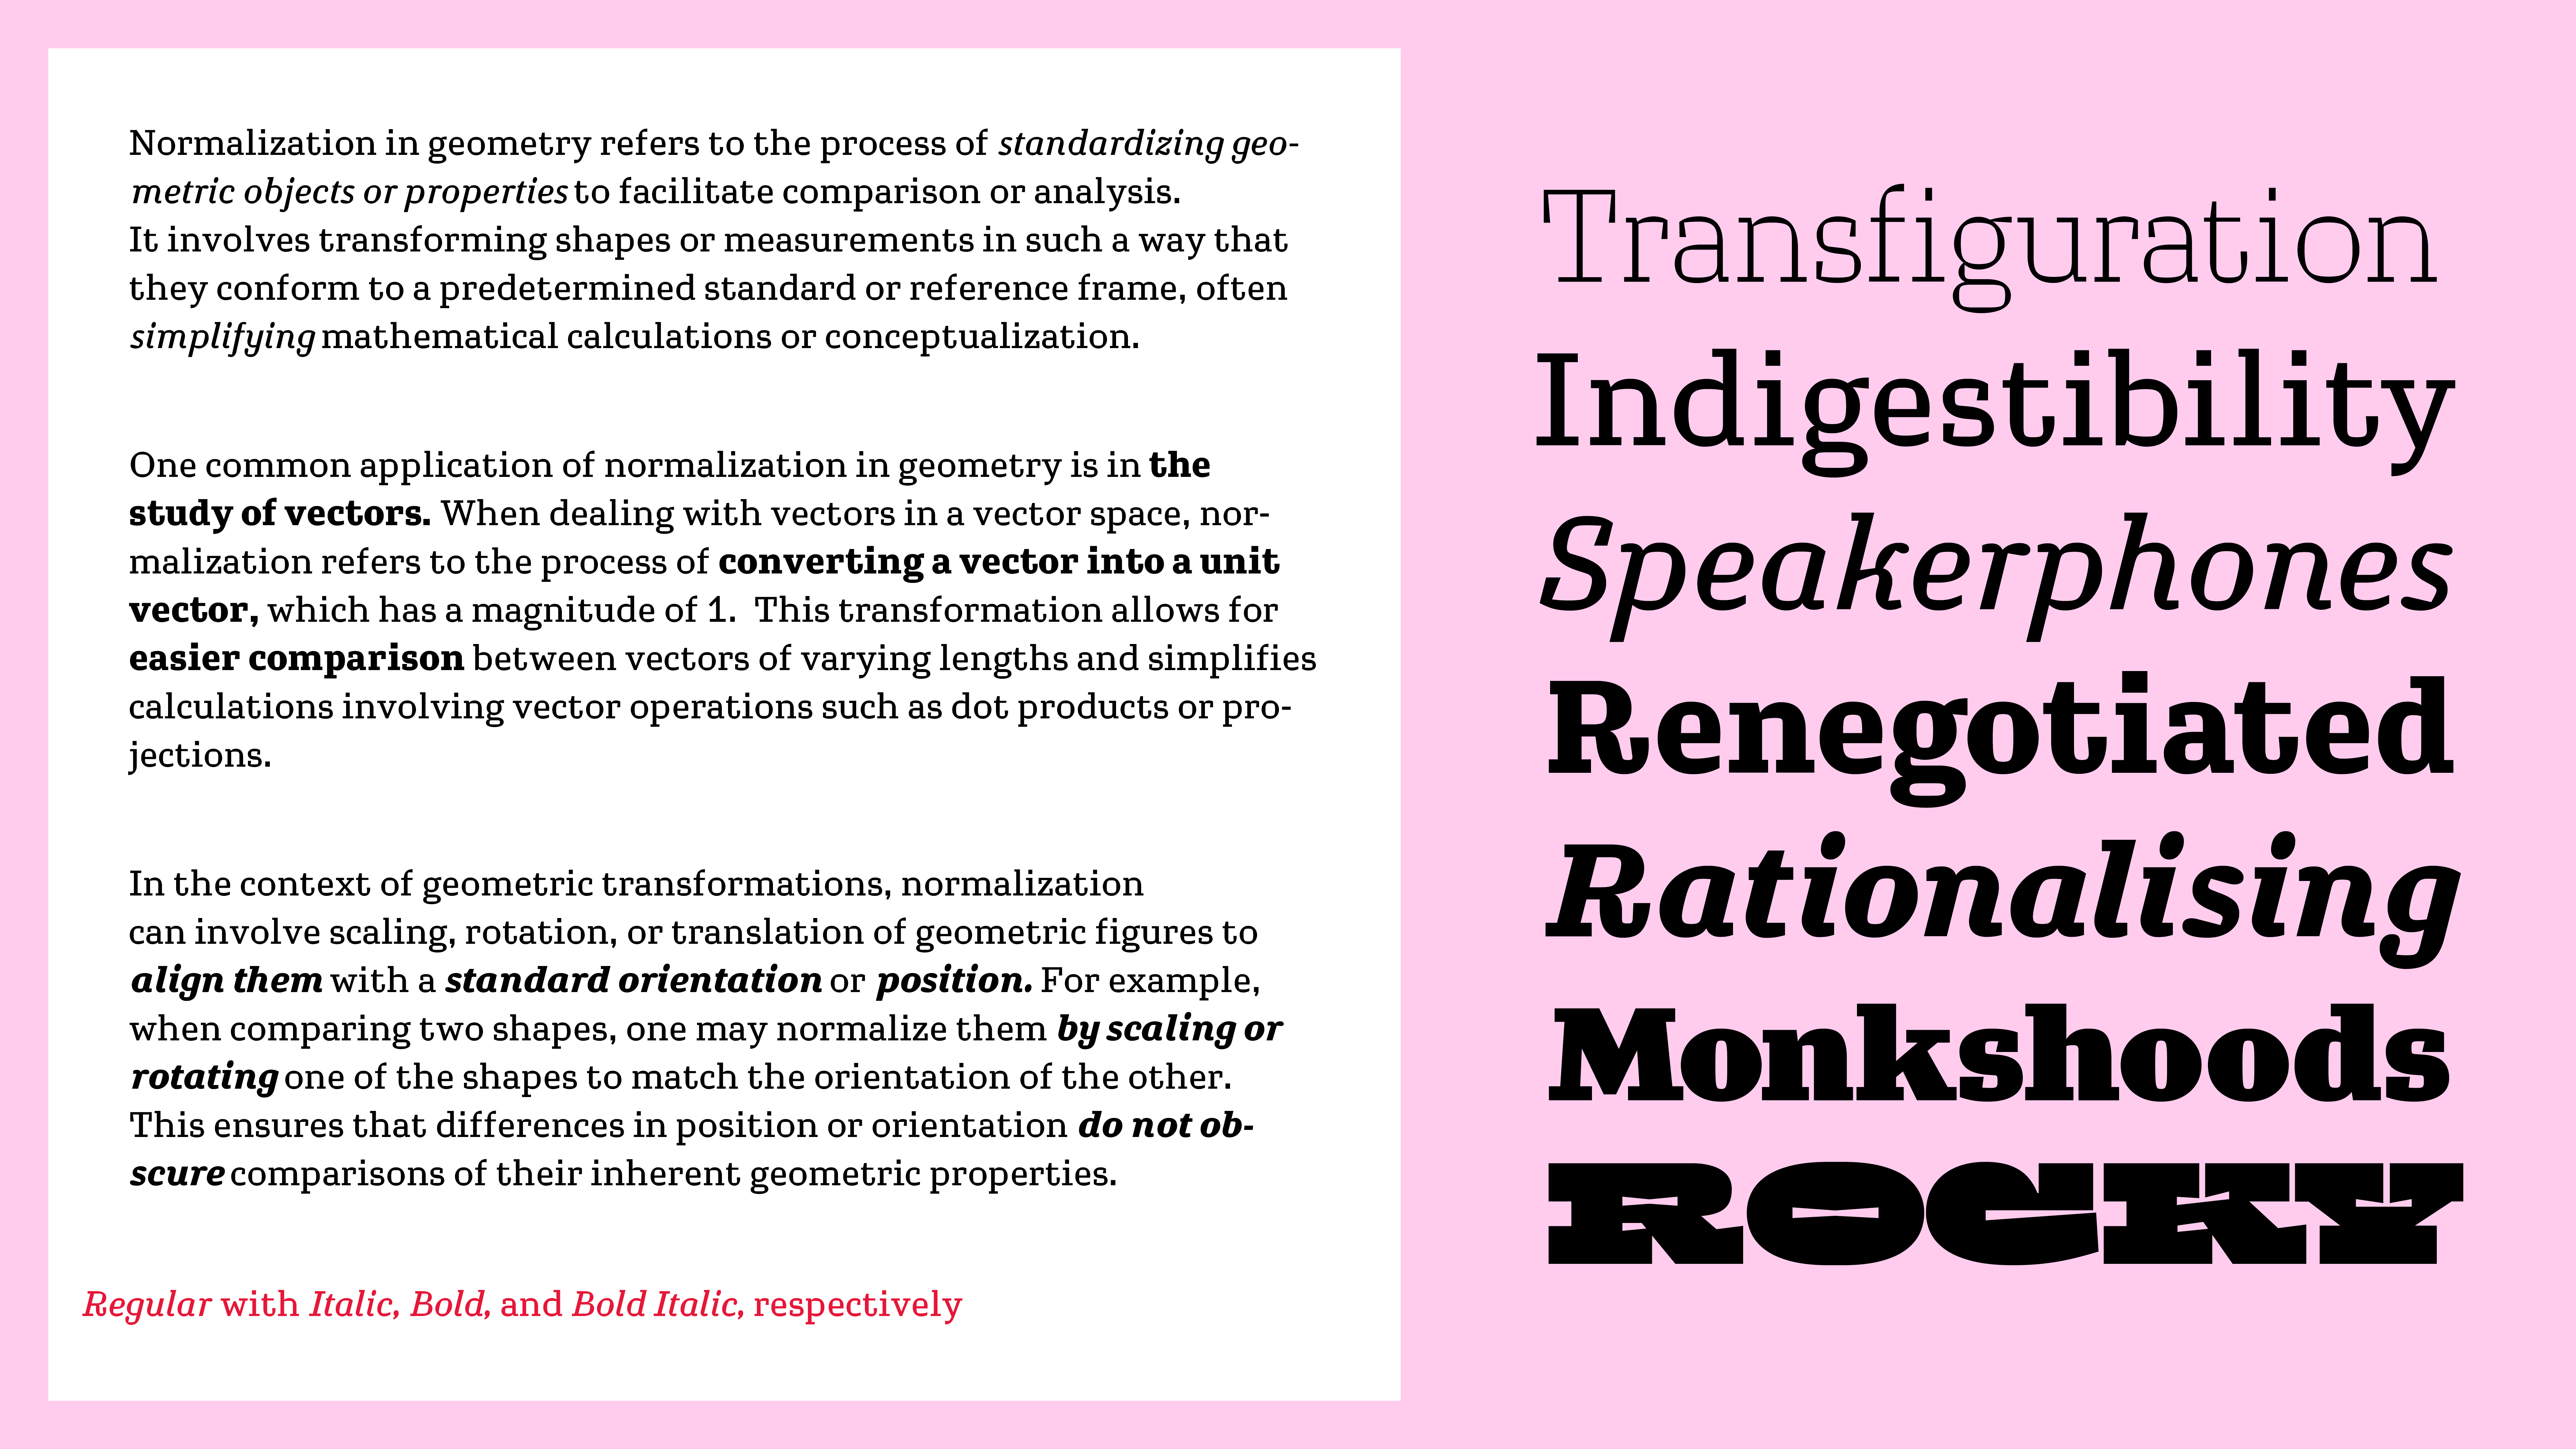 Normalization in geometry refers to the process of standardizing geo-
metric objects or properties to facilitate comparison or analysis.
It involves transforming shapes or measurements in such a way that
they conform to a predetermined standard or reference frame, often
simplifying mathematical calculations or conceptualization.
One common application of normalization in geometry is in the
study of vectors. When dealing with vectors in a vector space, nor-
malization refers to the process of converting a vector into a unit
vector, which has a magnitude of 1.  This transformation allows for
easier comparison between vectors of varying lengths and simplifies
calculations involving vector operations such as dot products or pro-
jections.
In the context of geometric transformations, normalization
can involve scaling, rotation, or translation of geometric figures to
align them with a standard orientation or position. For example,
when comparing two shapes, one may normalize them by scaling or
rotating one of the shapes to match the orientation of the other.
This ensures that differences in position or orientation do not ob-
scure comparisons of their inherent geometric properties.
Regular with Italic, Bold, and Bold Italic, respectively
Transfiguration
Indigestibility
Speakerphones
Renegotiated
Rationalising
Monkshoods
ROCKY